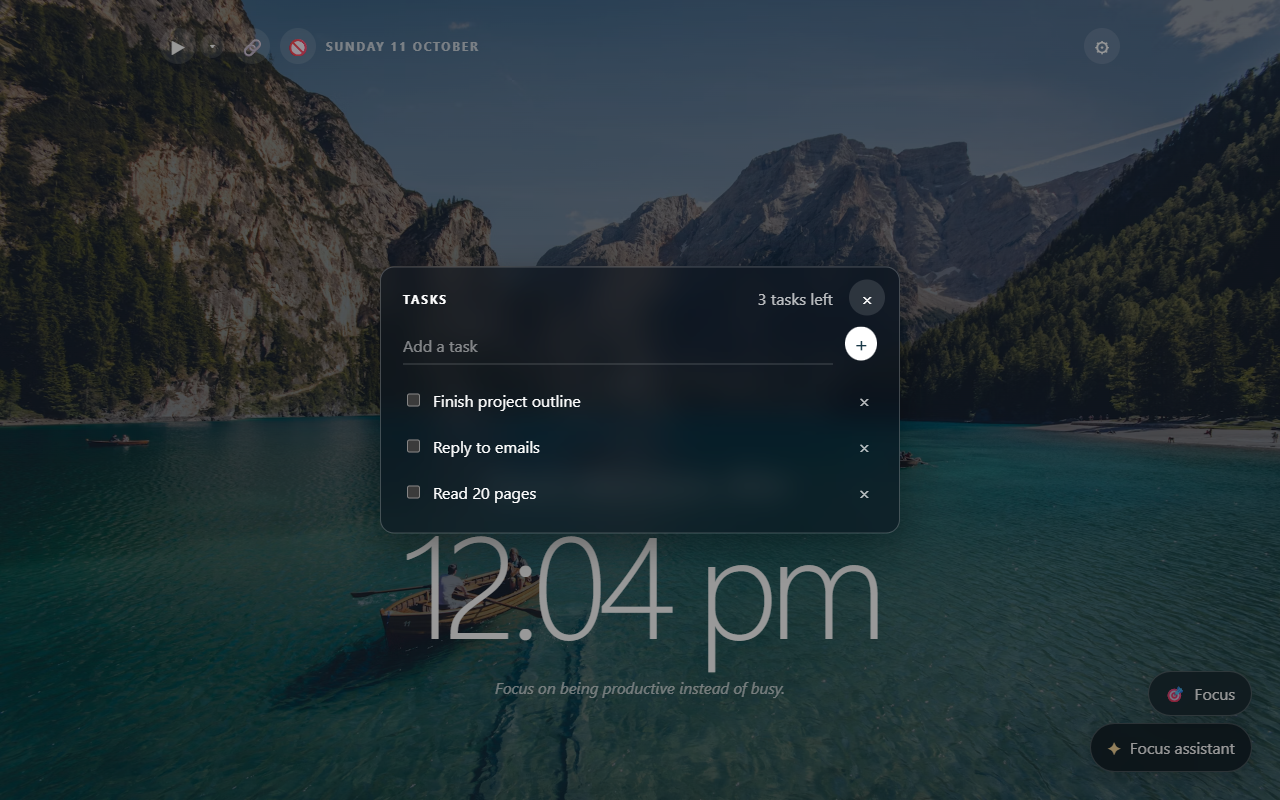 SUNDAY 11 OCTOBER
TASKS
3 tasks left
Add a task
Finish project outline
Reply to emails
Read 20 pages
12:04 pm
Focus on being productive instead of busy.
Focus
Focus assistant